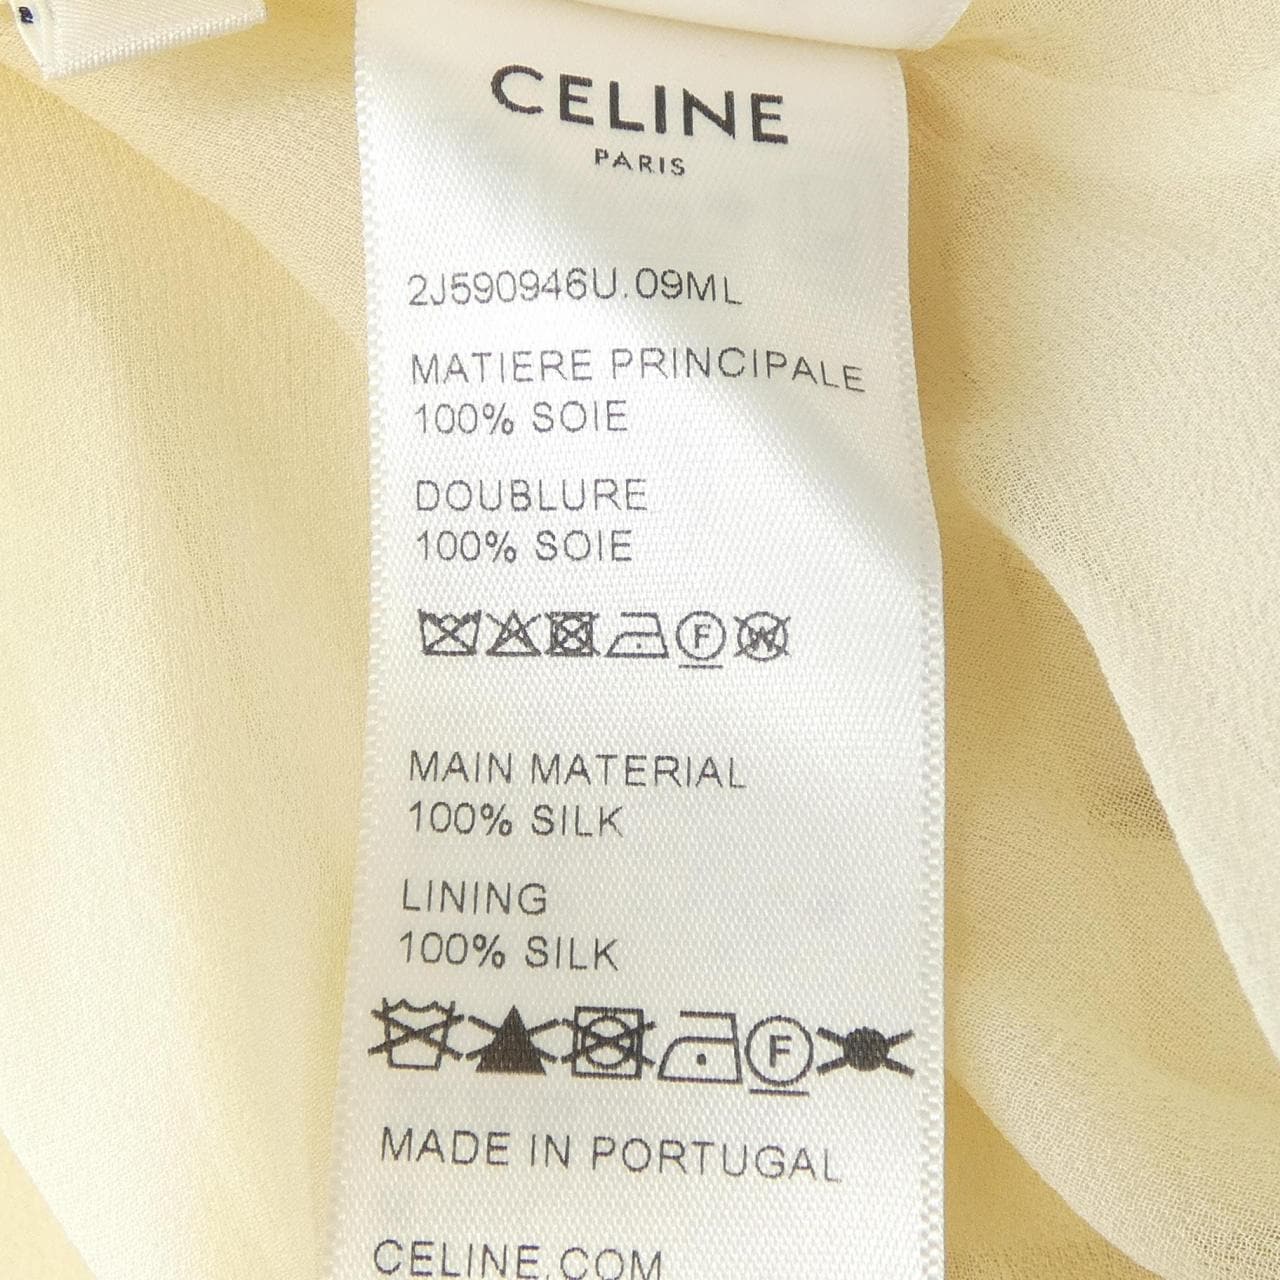 CELINE
PARIS
2J590946U.09ML
MATIERE PRINCIPALE
100% SOIE
DOUBLURE
100% SOIE
F W
MAIN MATERIAL
100% SILK
LINING
100% SILK
F
MADE IN PORTUGAL
CELINE.COM